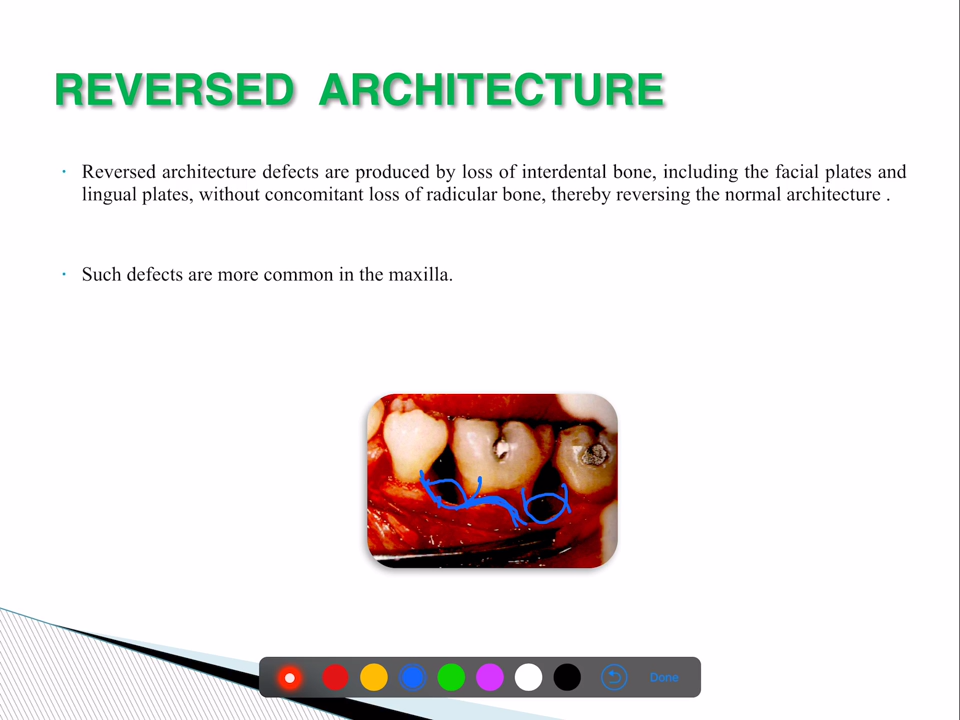 REVERSED ARCHITECTURE
· Reversed architecture defects are produced by loss of interdental bone, including the facial plates and
lingual plates, without concomitant loss of radicular bone, thereby reversing the normal architecture .
· Such defects are more common in the maxilla.
Done